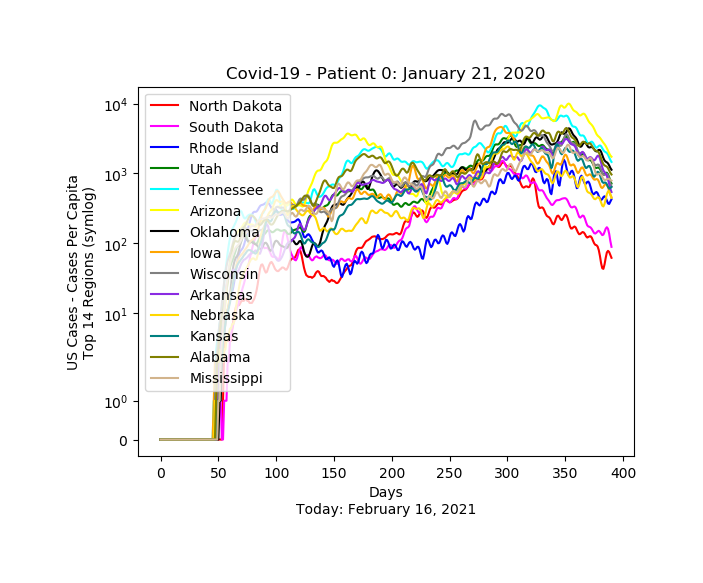 Covid-19 - Patient 0: January 21, 2020
US Cases - Cases Per Capita
Top 14 Regions (symlog)
10^4
10^3
10^2
10^1
10^0
0
North Dakota
South Dakota
Rhode Island
Utah
Tennessee
Arizona
Oklahoma
Iowa
Wisconsin
Arkansas
Nebraska
Kansas
Alabama
Mississippi
0 50 100 150 200 250 300 350 400
Days
Today: February 16, 2021